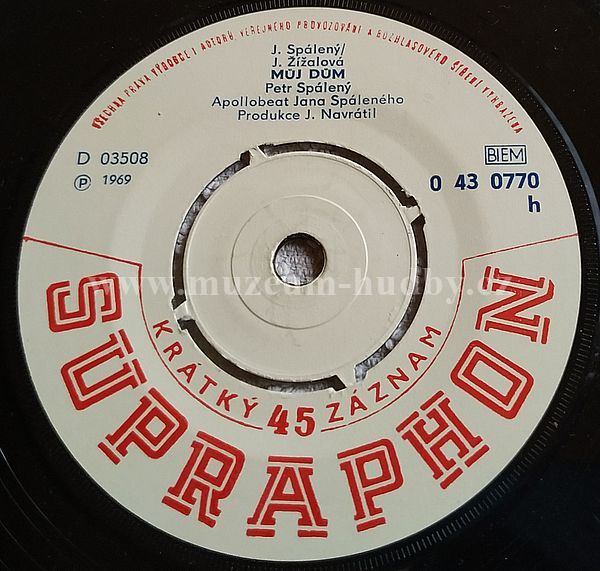 VŠECHNA PRÁVA VÝROBCE I AUTORŮ VEŘEJNÉHO PROVOZOVÁNÍ A ROZHLASOVÉHO ŠÍŘENÍ VYHRAZENA
J. Spálený/
J. Žížalová
MŮJ DŮM
Petr Spálený
Apollobeat Jana Spáleného
Produkce J. Navrátil
D 03508
Ⓟ 1969
BIEM
0 43 0770
h
www.muzeum-hudby.cz
KRÁTKÝ 45 ZÁZNAM
SUPRAPHON